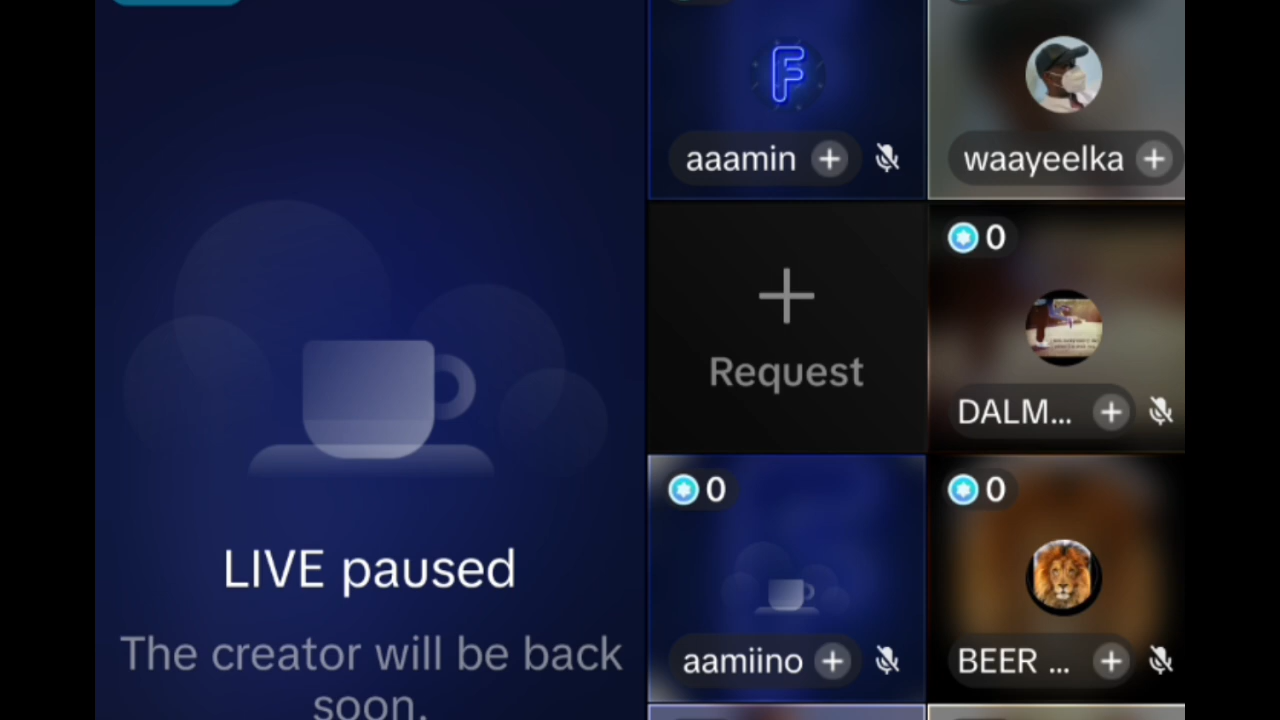 F
aaamin
waayeelka
0
Request
DALM...
0
0
LIVE paused
aamiino
BEER ...
The creator will be back
soon.